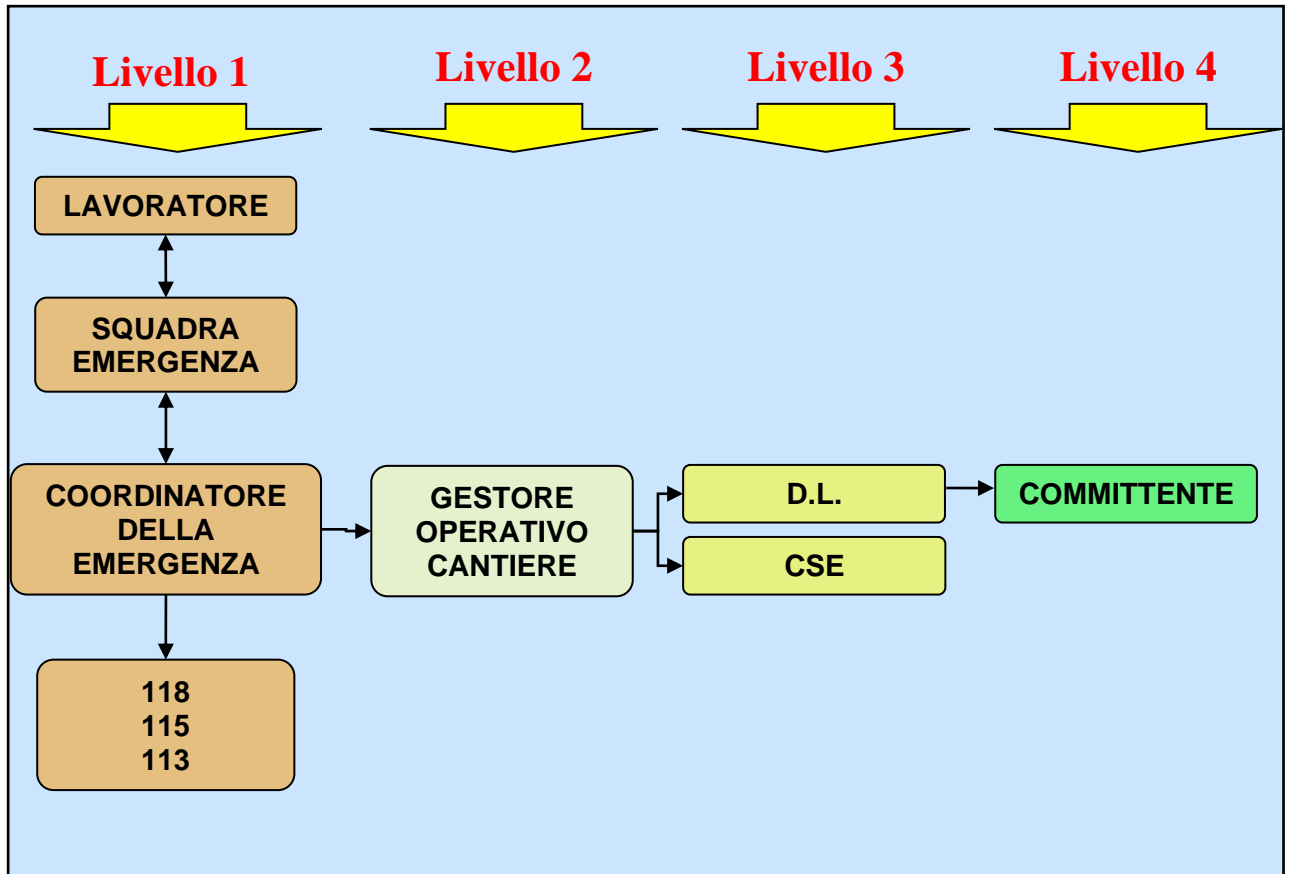 Livello 1
Livello 2
Livello 3
Livello 4
LAVORATORE
SQUADRA
EMERGENZA
COORDINATORE
DELLA
EMERGENZA
GESTORE
OPERATIVO
CANTIERE
D.L.
CSE
COMMITTENTE
118
115
113